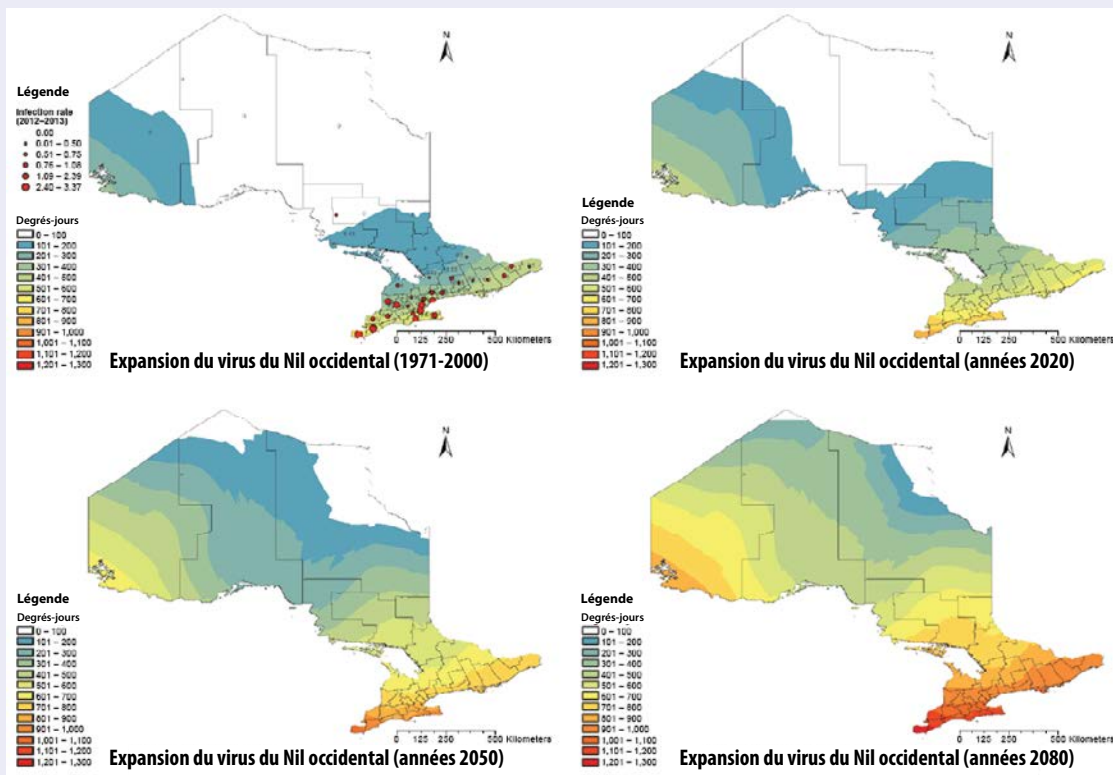 N
Légende
Infection rate
(2012–2013)
0.00
0.01 – 0.50
0.51 – 0.75
0.76 – 1.08
1.09 – 2.39
2.40 – 3.37
Degrés-jours
0 – 100
101 – 200
201 – 300
301 – 400
401 – 500
501 – 600
601 – 700
701 – 800
801 – 900
901 – 1,000
1,001 – 1,100
1,101 – 1,200
1,201 – 1,300
0 125 250 500 Kilometers
Expansion du virus du Nil occidental (1971-2000)
N
Légende
Degrés-jours
0 – 100
101 – 200
201 – 300
301 – 400
401 – 500
501 – 600
601 – 700
701 – 800
801 – 900
901 – 1,000
1,001 – 1,100
1,101 – 1,200
1,201 – 1,300
0 125 250 500 Kilometers
Expansion du virus du Nil occidental (années 2020)
N
Légende
Degrés-jours
0 – 100
101 – 200
201 – 300
301 – 400
401 – 500
501 – 600
601 – 700
701 – 800
801 – 900
901 – 1,000
1,001 – 1,100
1,101 – 1,200
1,201 – 1,300
0 125 250 500 Kilometers
Expansion du virus du Nil occidental (années 2050)
N
Légende
Degrés-jours
0 – 100
101 – 200
201 – 300
301 – 400
401 – 500
501 – 600
601 – 700
701 – 800
801 – 900
901 – 1,000
1,001 – 1,100
1,101 – 1,200
1,201 – 1,300
0 125 250 500 Kilometers
Expansion du virus du Nil occidental (années 2080)